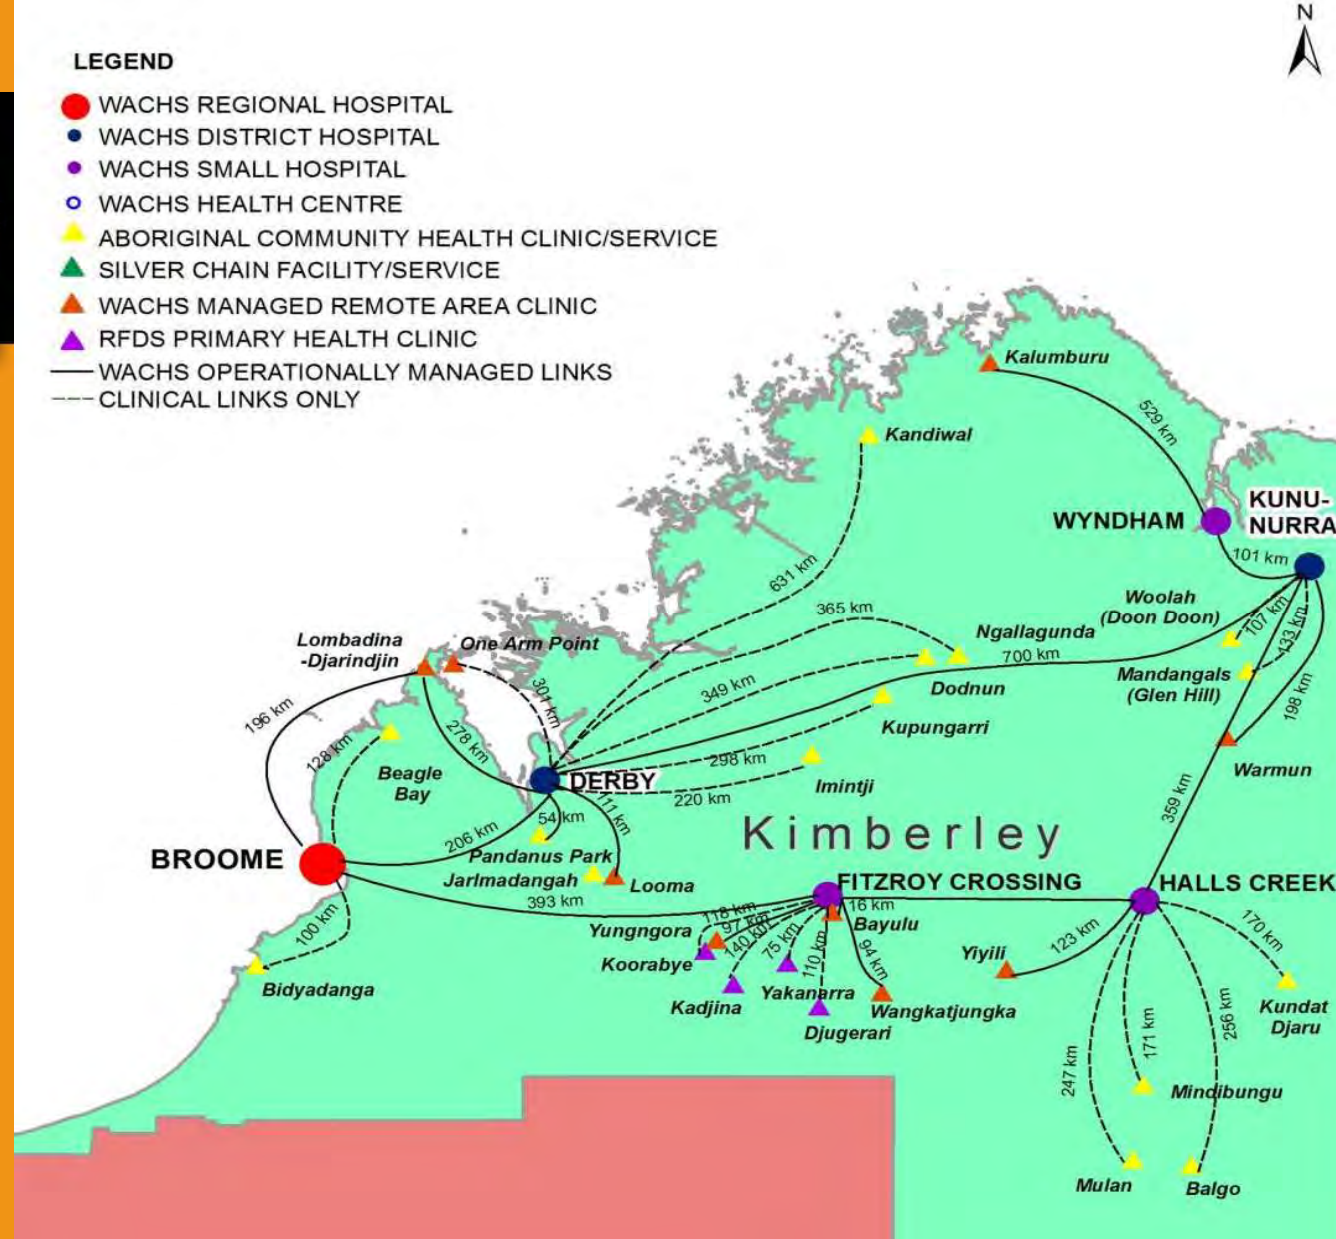 N
LEGEND
WACHS REGIONAL HOSPITAL
WACHS DISTRICT HOSPITAL
WACHS SMALL HOSPITAL
WACHS HEALTH CENTRE
ABORIGINAL COMMUNITY HEALTH CLINIC/SERVICE
SILVER CHAIN FACILITY/SERVICE
WACHS MANAGED REMOTE AREA CLINIC
RFDS PRIMARY HEALTH CLINIC
WACHS OPERATIONALLY MANAGED LINKS
CLINICAL LINKS ONLY
Kalumburu
529 km
Kandiwal
WYNDHAM
KUNU-
NURRA
101 km
631 km
365 km
Woolah
(Doon Doon)
107 km
133 km
Ngallagunda
700 km
Mandangals
(Glen Hill)
198 km
Lombadina
-Djarindjin
One Arm Point
301 km
349 km
Dodnun
196 km
278 km
128 km
Kupungarri
298 km
Warmun
Beagle
Bay
DERBY
Imintji
220 km
359 km
111 km
54 km
206 km
Kimberley
BROOME
Pandanus Park
Jarlmadangah
Looma
FITZROY CROSSING
HALLS CREEK
393 km
16 km
118 km
97 km
140 km
75 km
110 km
94 km
Bayulu
100 km
Yungngora
Koorabye
Yiyili
123 km
170 km
Bidyadanga
Kadjina
Yakanarra
Djugerari
Wangkatjungka
Kundat
Djaru
247 km
171 km
256 km
Mindibungu
Mulan
Balgo